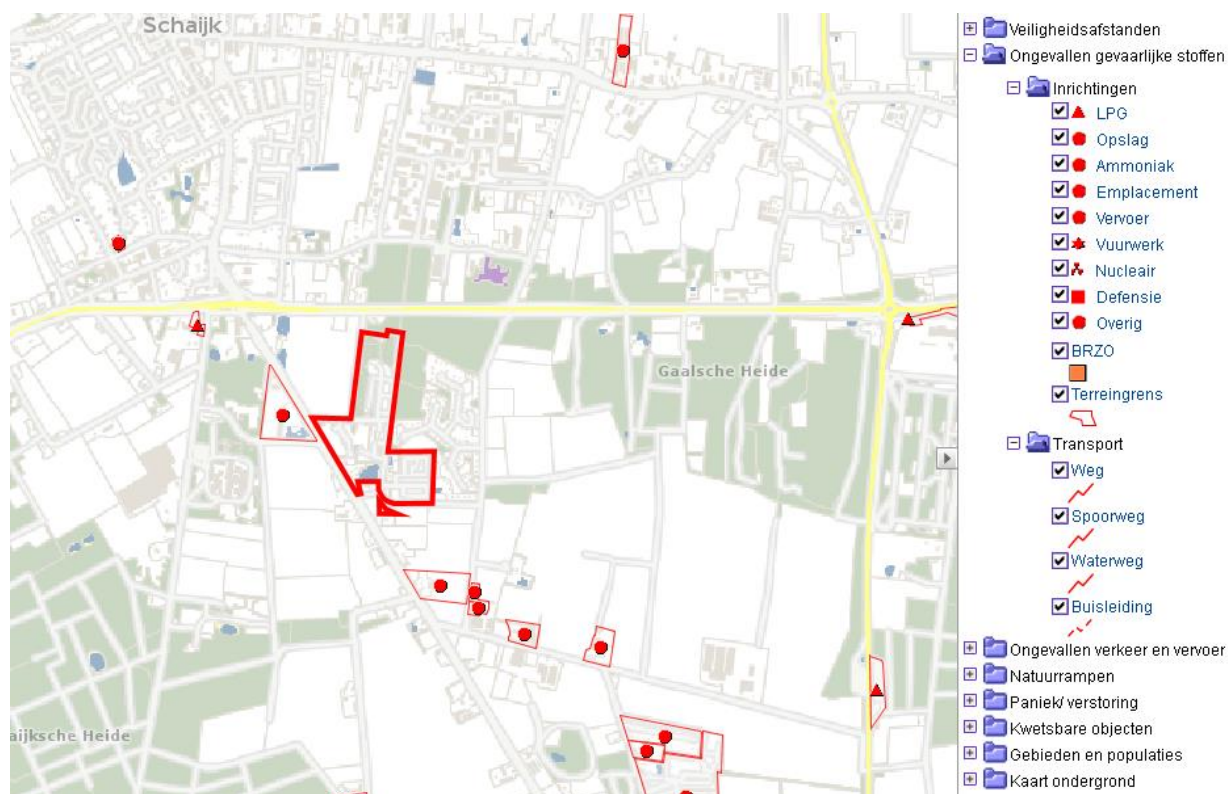 Schaijk
Gaalsche Heide
aijksche Heide
Veiligheidsafstanden
Ongevallen gevaarlijke stoffen
Inrichtingen
LPG
Opslag
Ammoniak
Emplacement
Vervoer
Vuurwerk
Nucleair
Defensie
Overig
BRZO
Terreingrens
Transport
Weg
Spoorweg
Waterweg
Buisleiding
Ongevallen verkeer en vervoer
Natuurrampen
Paniek/ verstoring
Kwetsbare objecten
Gebieden en populaties
Kaart ondergrond